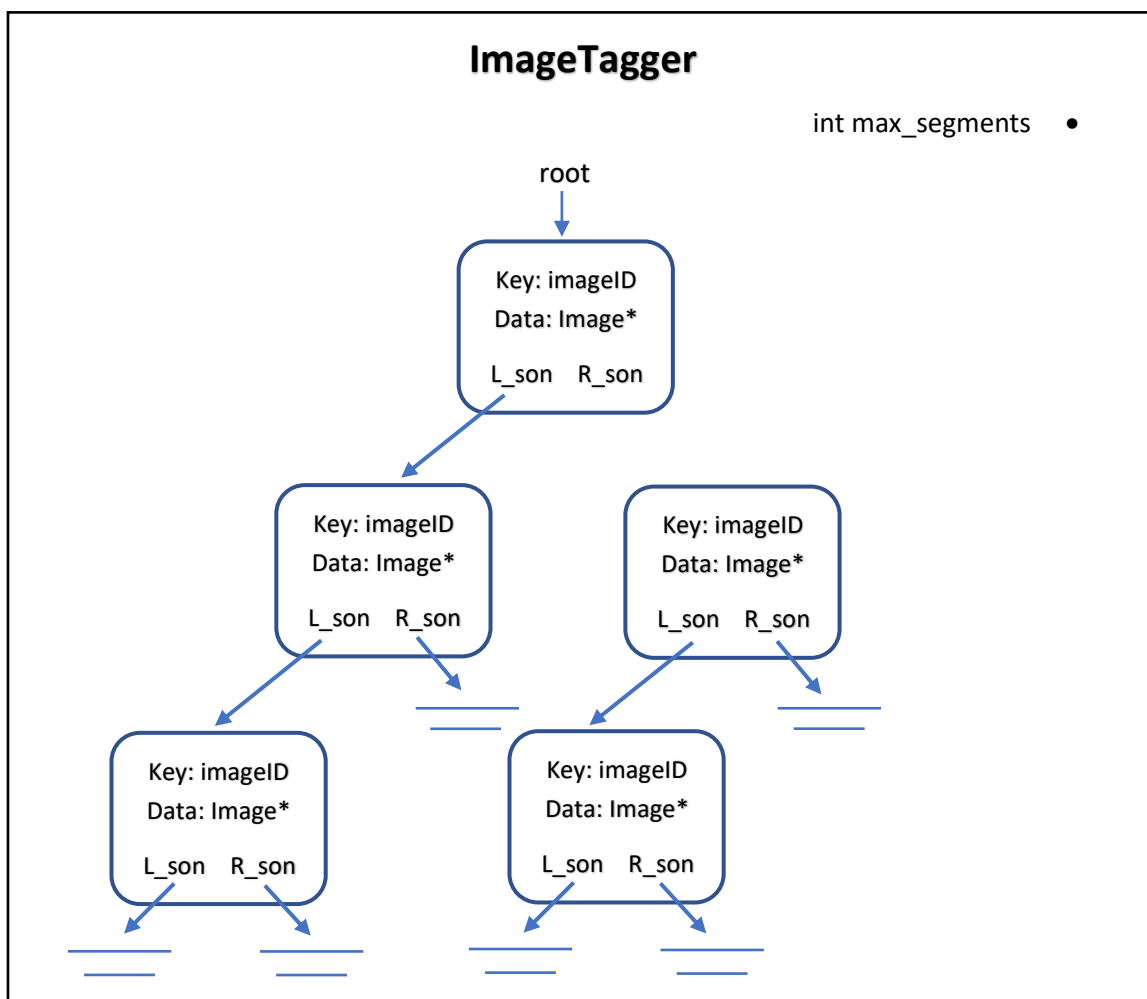 ImageTagger
int max_segments •
root
Key: imageID
Data: Image*
L_son R_son
Key: imageID
Data: Image*
L_son R_son
Key: imageID
Data: Image*
L_son R_son
Key: imageID
Data: Image*
L_son R_son
Key: imageID
Data: Image*
L_son R_son